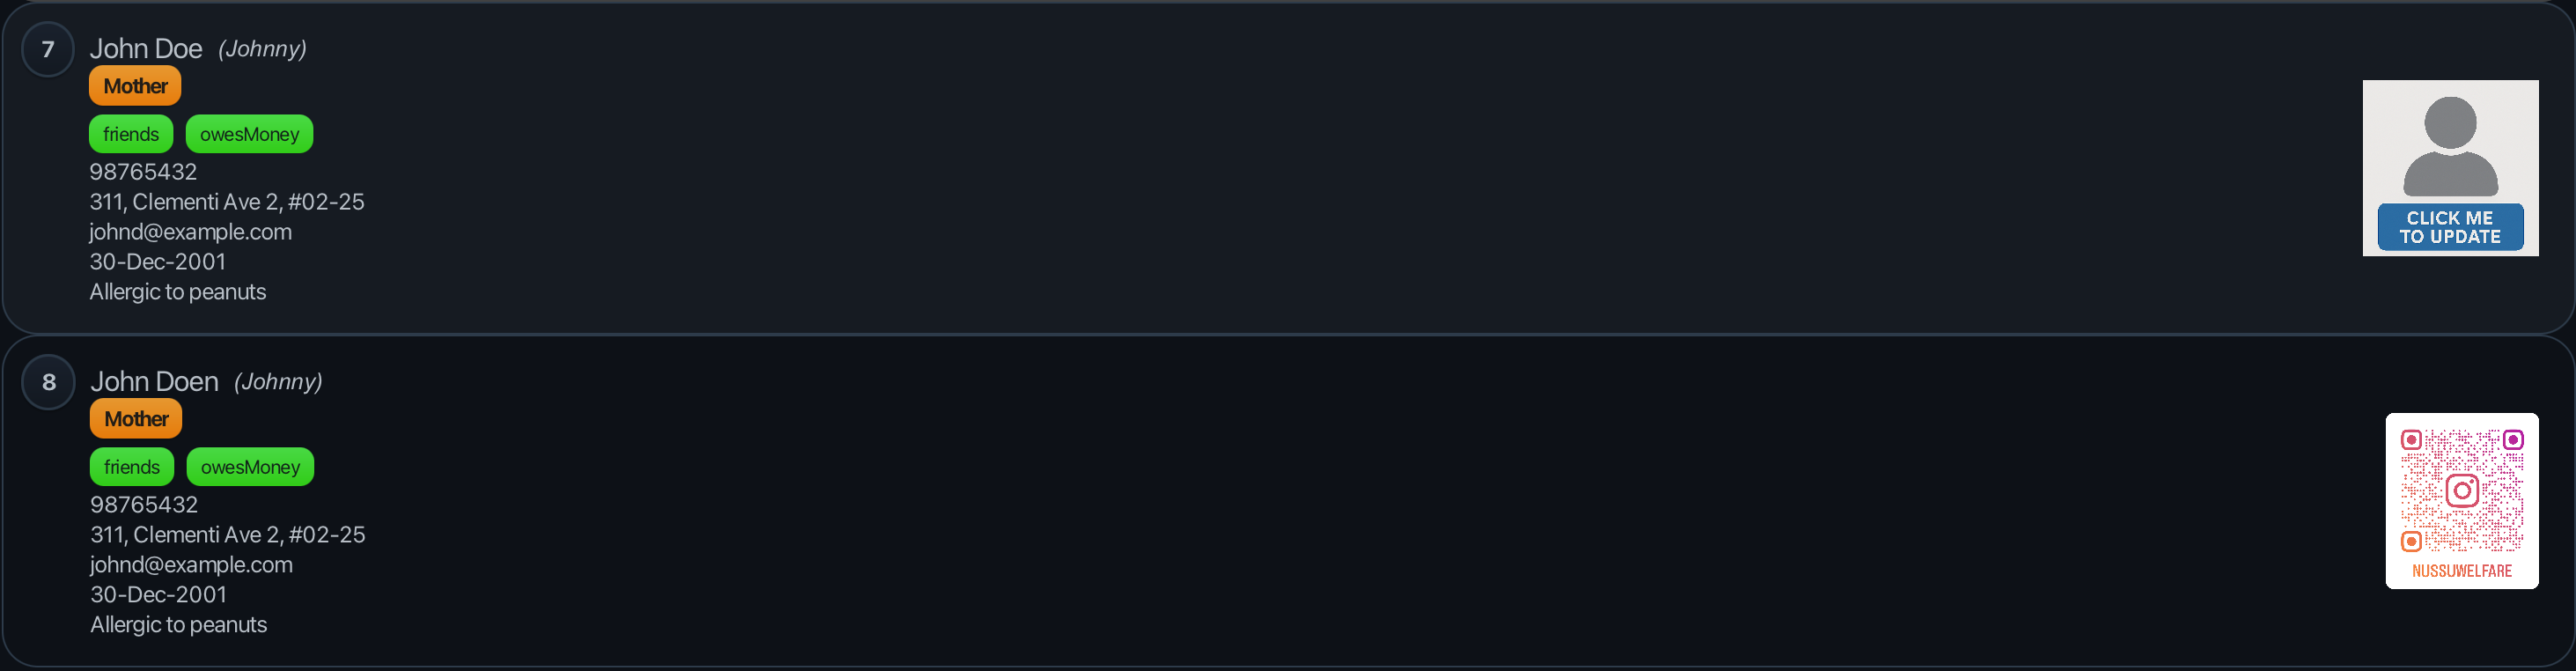 7
John Doe (Johnny)
Mother
friends owesMoney
98765432
311, Clementi Ave 2, #02-25
johnd@example.com
30-Dec-2001
Allergic to peanuts
CLICK ME
TO UPDATE
8
John Doen (Johnny)
Mother
friends owesMoney
98765432
311, Clementi Ave 2, #02-25
johnd@example.com
30-Dec-2001
Allergic to peanuts
NUSSUWELFARE